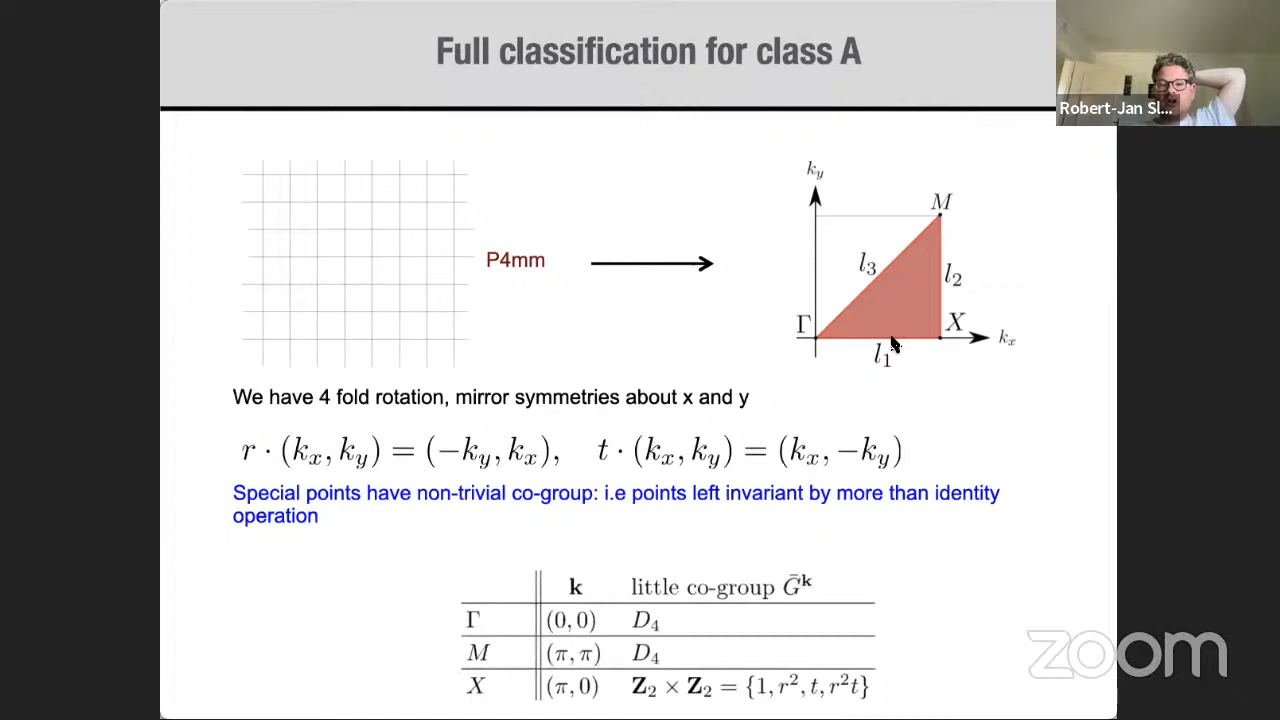 Full classification for class A
Robert-Jan Sl...
k_y
M
P4mm
l_3
l_2
Γ
X
k_x
l_1
We have 4 fold rotation, mirror symmetries about x and y
r · (k_x, k_y) = (−k_y, k_x), t · (k_x, k_y) = (k_x, −k_y)
Special points have non-trivial co-group: i.e points left invariant by more than identity
operation
k little co-group Ḡ^k
Γ (0, 0) D_4
M (π, π) D_4
X (π, 0) Z_2 × Z_2 = {1, r^2, t, r^2t}
zoom